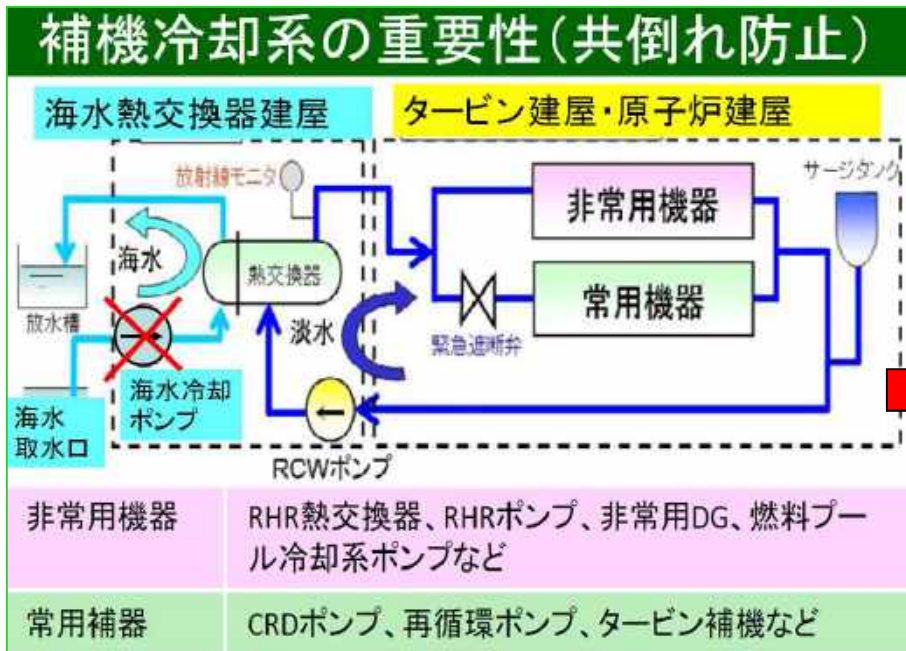 補機冷却系の重要性(共倒れ防止)
海水熱交換器建屋
タービン建屋・原子炉建屋
放射線モニタ
サージタンク
非常用機器
海水
熱交換器
常用機器
放水槽
淡水
緊急遮断弁
海水冷却
ポンプ
海水
取水口
RCWポンプ
非常用機器
RHR熱交換器、RHRポンプ、非常用DG、燃料プー
ル冷却系ポンプなど
常用補器
CRDポンプ、再循環ポンプ、タービン補機など